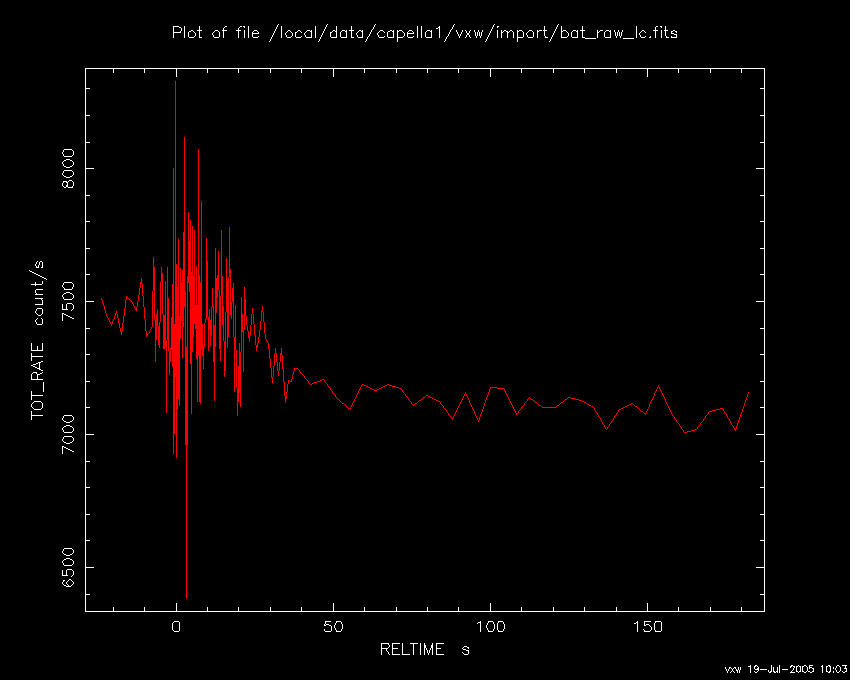 Plot of file /local/data/capella1/vxw/import/bat_raw_lc.fits
8000
7500
7000
6500
TOT_RATE count/s
0 50 100 150
RELTIME s
vxw 19-Jul-2005 10:03